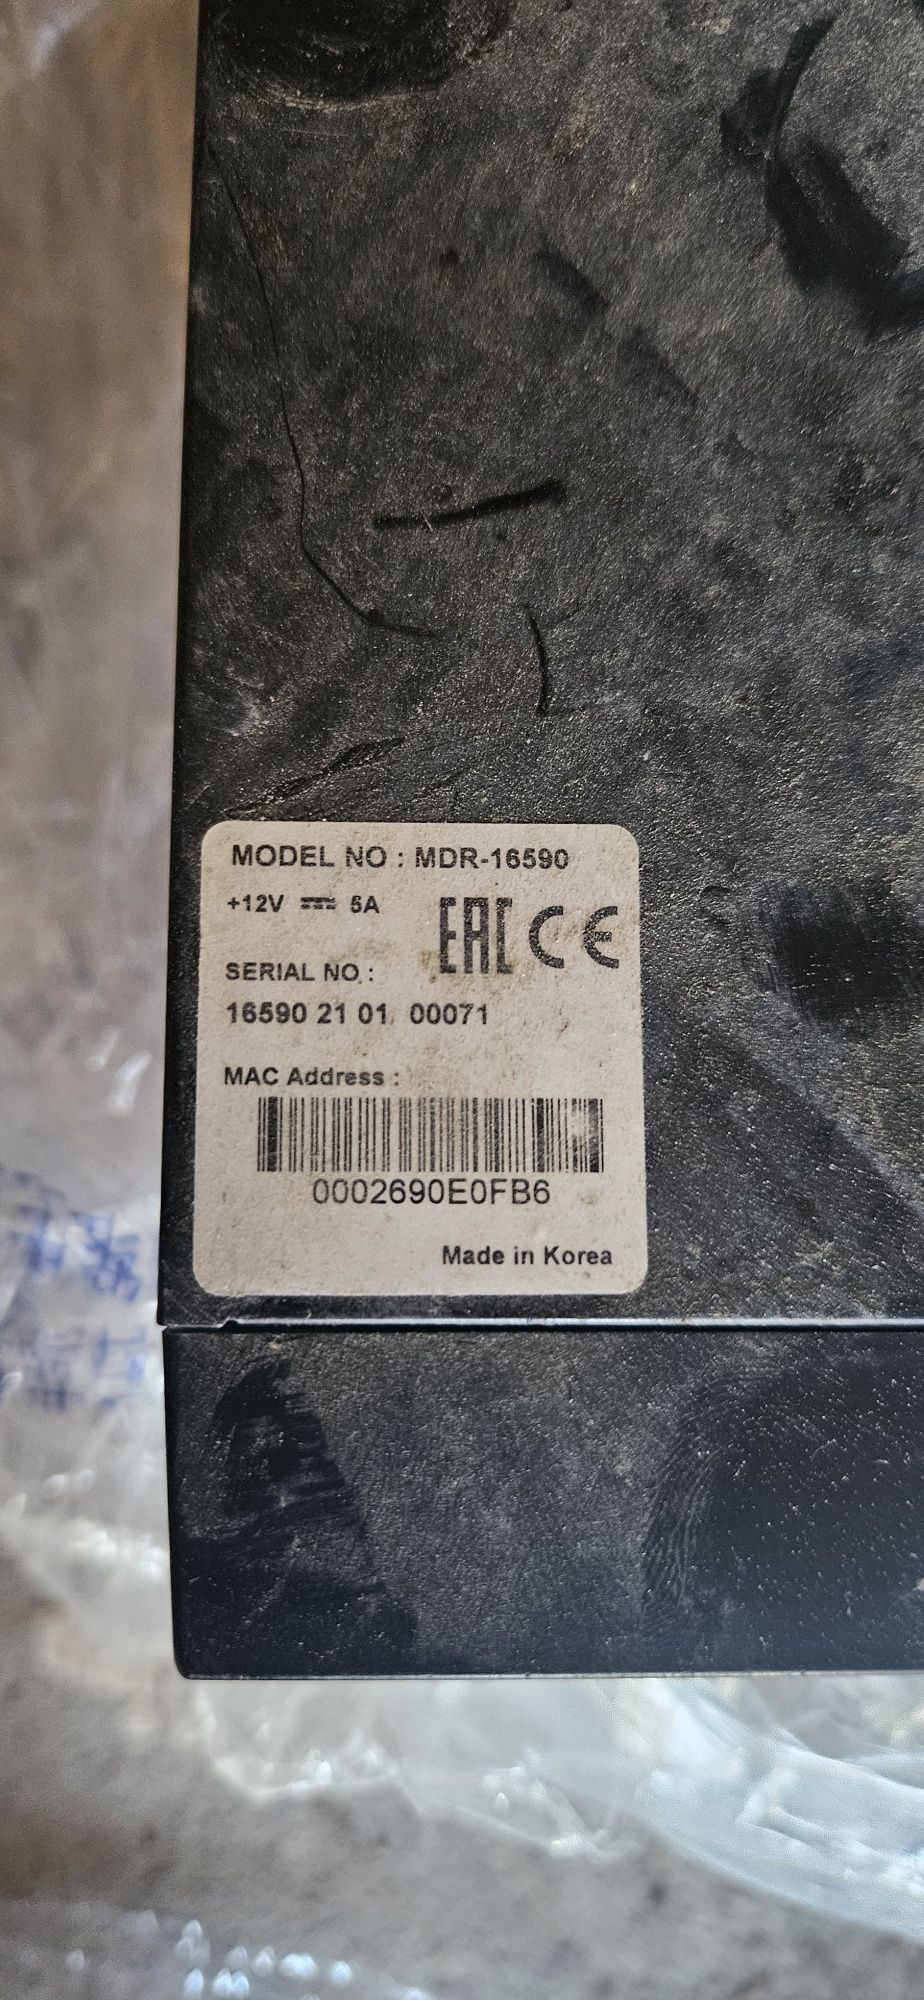 MODEL NO : MDR-16590
+12V ⎓ 5A
EAC CE
SERIAL NO. :
16590 21 01 00071
MAC Address :
0002690E0FB6
Made in Korea